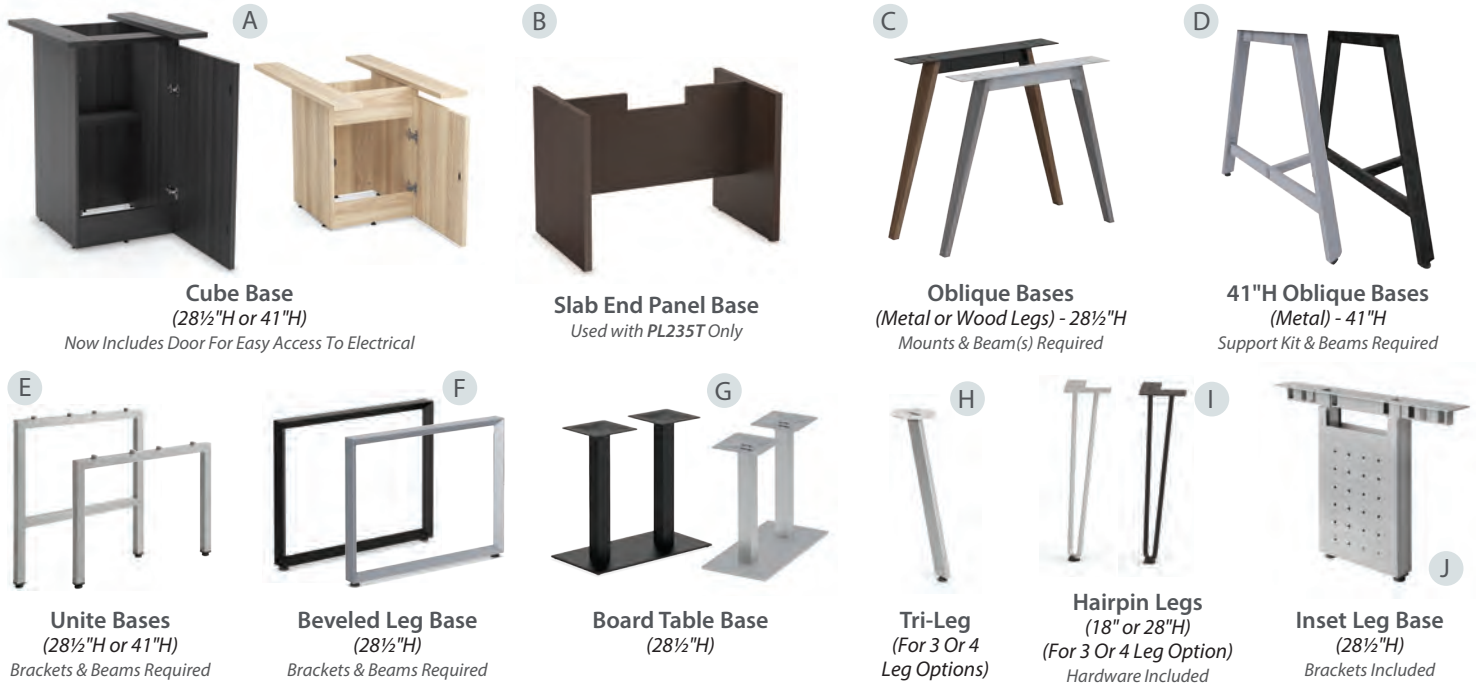 A
B
C
D
Cube Base
(28½"H or 41"H)
Now Includes Door For Easy Access To Electrical
Slab End Panel Base
Used with PL235T Only
Oblique Bases
(Metal or Wood Legs) - 28½"H
Mounts & Beam(s) Required
41"H Oblique Bases
(Metal) - 41"H
Support Kit & Beams Required
E
F
G
H
I
J
Unite Bases
(28½"H or 41"H)
Brackets & Beams Required
Beveled Leg Base
(28½"H)
Brackets & Beams Required
Board Table Base
(28½"H)
Tri-Leg
(For 3 Or 4
Leg Options)
Hairpin Legs
(18" or 28"H)
(For 3 Or 4 Leg Option)
Hardware Included
Inset Leg Base
(28½"H)
Brackets Included